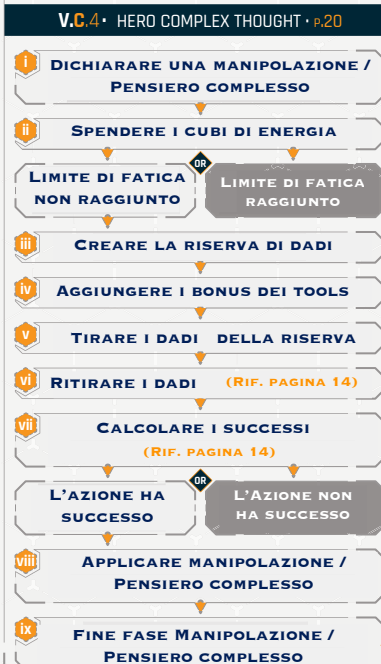 V.C.4 · HERO COMPLEX THOUGHT · P.20
i DICHIARARE UNA MANIPOLAZIONE /
PENSIERO COMPLESSO
ii SPENDERE I CUBI DI ENERGIA
OR
LIMITE DI FATICA
NON RAGGIUNTO
LIMITE DI FATICA
RAGGIUNTO
iii CREARE LA RISERVA DI DADI
iv AGGIUNGERE I BONUS DEI TOOLS
v TIRARE I DADI DELLA RISERVA
vi RITIRARE I DADI (RIF. PAGINA 14)
vii CALCOLARE I SUCCESSI
(RIF. PAGINA 14)
OR
L'AZIONE HA
SUCCESSO
L'AZIONE NON
HA SUCCESSO
viii APPLICARE MANIPOLAZIONE /
PENSIERO COMPLESSO
ix FINE FASE MANIPOLAZIONE /
PENSIERO COMPLESSO